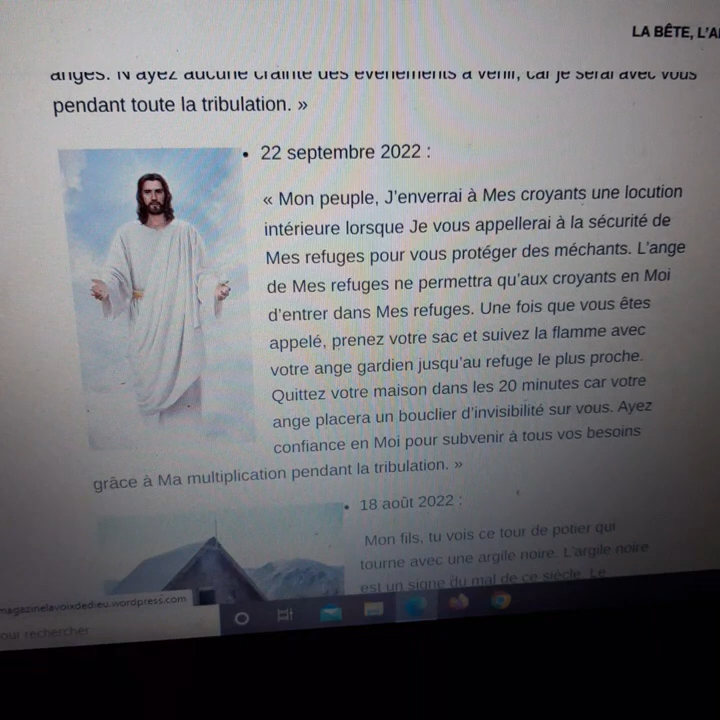 LA BÊTE, L'A
anges. N'ayez aucune crainte des événements à venir, car je serai avec vous
pendant toute la tribulation. »
• 22 septembre 2022 :
« Mon peuple, J'enverrai à Mes croyants une locution
intérieure lorsque Je vous appellerai à la sécurité de
Mes refuges pour vous protéger des méchants. L'ange
de Mes refuges ne permettra qu'aux croyants en Moi
d'entrer dans Mes refuges. Une fois que vous êtes
appelé, prenez votre sac et suivez la flamme avec
votre ange gardien jusqu'au refuge le plus proche.
Quittez votre maison dans les 20 minutes car votre
ange placera un bouclier d'invisibilité sur vous. Ayez
confiance en Moi pour subvenir à tous vos besoins
grâce à Ma multiplication pendant la tribulation. »
• 18 août 2022 :
Mon fils, tu vois ce tour de potier qui
tourne avec une argile noire. L'argile noire
est un signe du mal de ce siècle. Le
magazinelavoixdedieu.wordpress.com
our rechercher